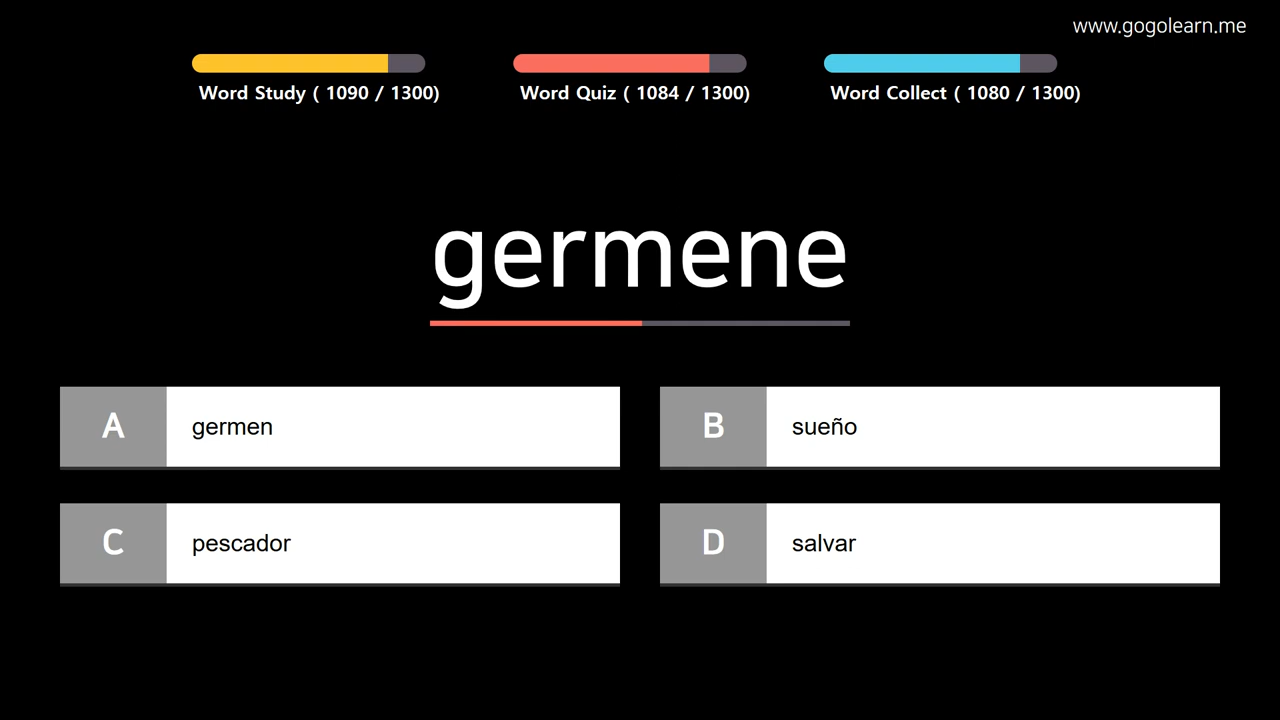 www.gogolearn.me
Word Study ( 1090 / 1300)
Word Quiz ( 1084 / 1300)
Word Collect ( 1080 / 1300)
germene
A germen
B sueño
C pescador
D salvar